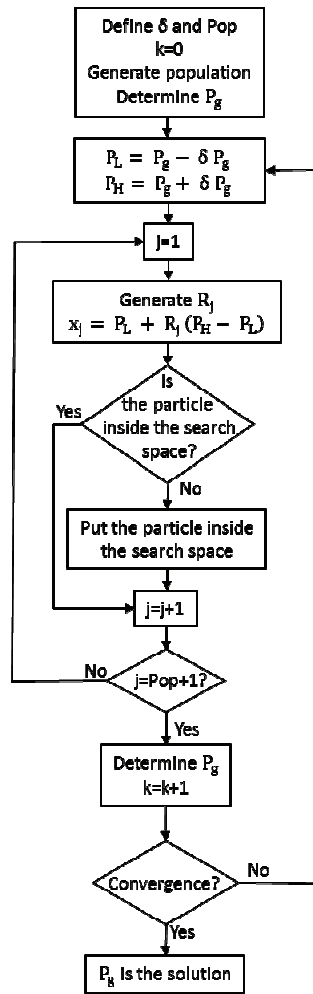 Define δ and Pop
k=0
Generate population
Determine Pg
PL = Pg − δ Pg
PH = Pg + δ Pg
j=1
Generate Rj
xj = PL + Rj (PH − PL)
Is
the particle
inside the search
space?
Yes
No
Put the particle inside
the search space
j=j+1
No
j=Pop+1?
Yes
Determine Pg
k=k+1
Convergence?
No
Yes
Pg is the solution